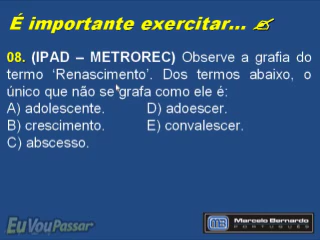 É importante exercitar...
08. (IPAD – METROREC) Observe a grafia do
termo ‘Renascimento’. Dos termos abaixo, o
único que não se grafa como ele é:
A) adolescente. D) adoescer.
B) crescimento. E) convalescer.
C) abscesso.
EuVouPassar
Marcelo Bernardo
PORTUGUÊS